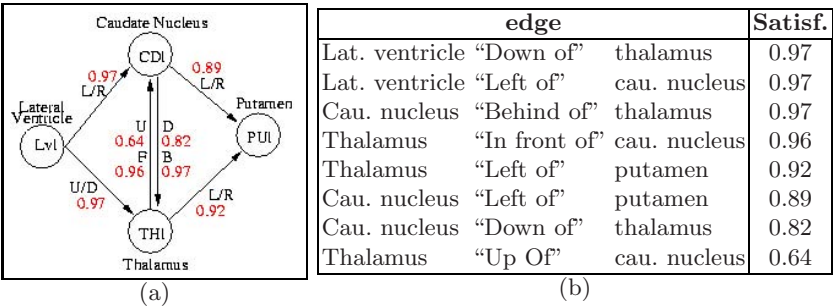 Caudate Nucleus
CDl
0.97
L/R
0.89
L/R
Lateral
Ventricle
Lvl
Putamen
PUl
U D
0.64 0.82
F B
0.96 0.97
U/D
0.97
L/R
0.92
THl
Thalamus
(a)
edge Satisf.
Lat. ventricle “Down of” thalamus 0.97
Lat. ventricle “Left of” cau. nucleus 0.97
Cau. nucleus “Behind of” thalamus 0.97
Thalamus “In front of” cau. nucleus 0.96
Thalamus “Left of” putamen 0.92
Cau. nucleus “Left of” putamen 0.89
Cau. nucleus “Down of” thalamus 0.82
Thalamus “Up Of” cau. nucleus 0.64
(b)